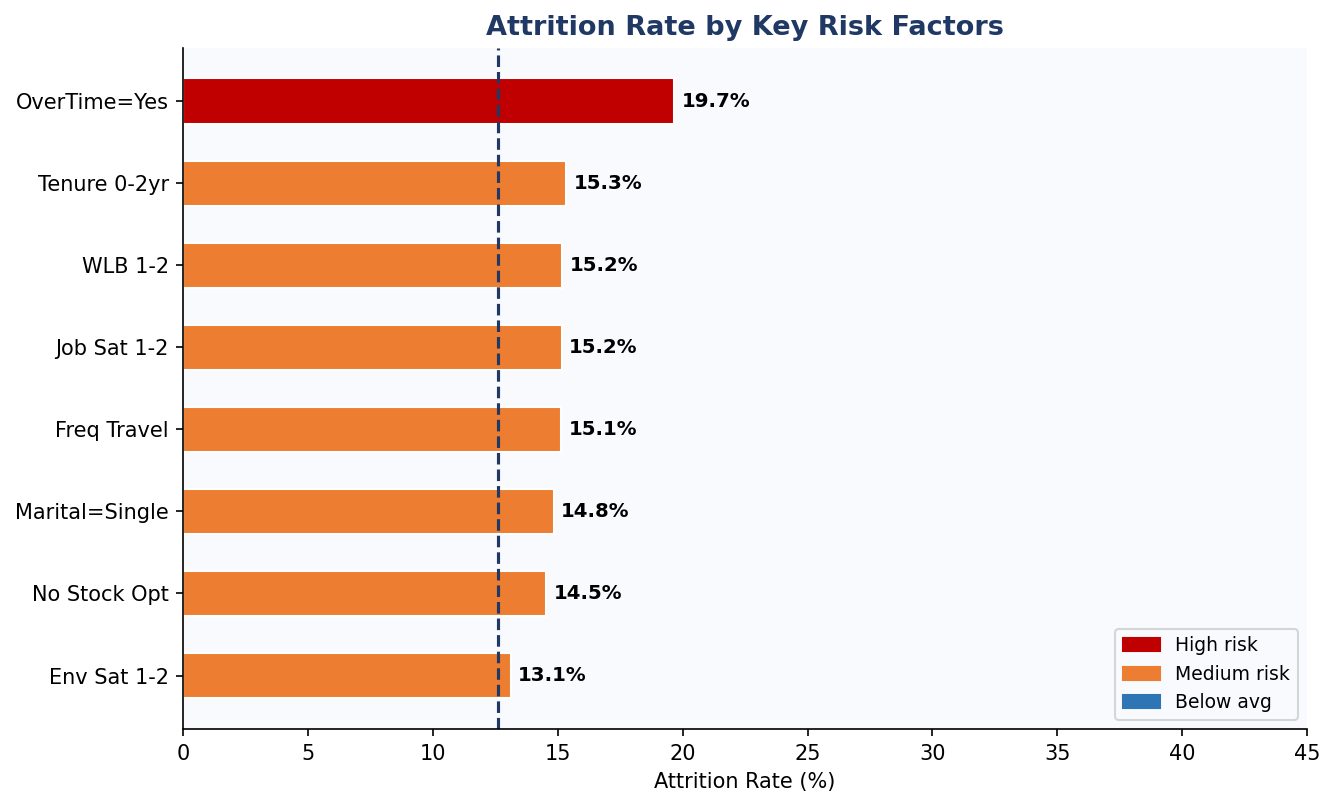 Attrition Rate by Key Risk Factors
OverTime=Yes 19.7%
Tenure 0-2yr 15.3%
WLB 1-2 15.2%
Job Sat 1-2 15.2%
Freq Travel 15.1%
Marital=Single 14.8%
No Stock Opt 14.5%
Env Sat 1-2 13.1%
High risk
Medium risk
Below avg
0 5 10 15 20 25 30 35 40 45
Attrition Rate (%)